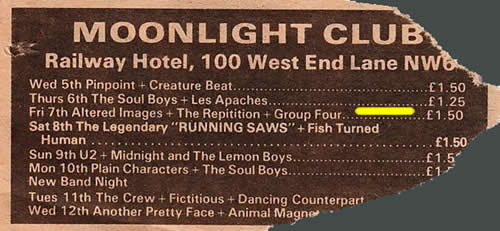 MOONLIGHT CLUB
Railway Hotel, 100 West End Lane NW6
Wed 5th Pinpoint + Creature Beat..............................£1.50
Thurs 6th The Soul Boys + Les Apaches.....................£1.25
Fri 7th Altered Images + The Repitition + Group Four..................£1.50
Sat 8th The Legendary "RUNNING SAWS" + Fish Turned
Human ..................................................£1.50
Sun 9th U2 + Midnight and The Lemon Boys......................
Mon 10th Plain Characters + The Soul Boys..................£1.
New Band Night
Tues 11th The Crew + Fictitious + Dancing
Wed 12th Another Pretty Face + Animal